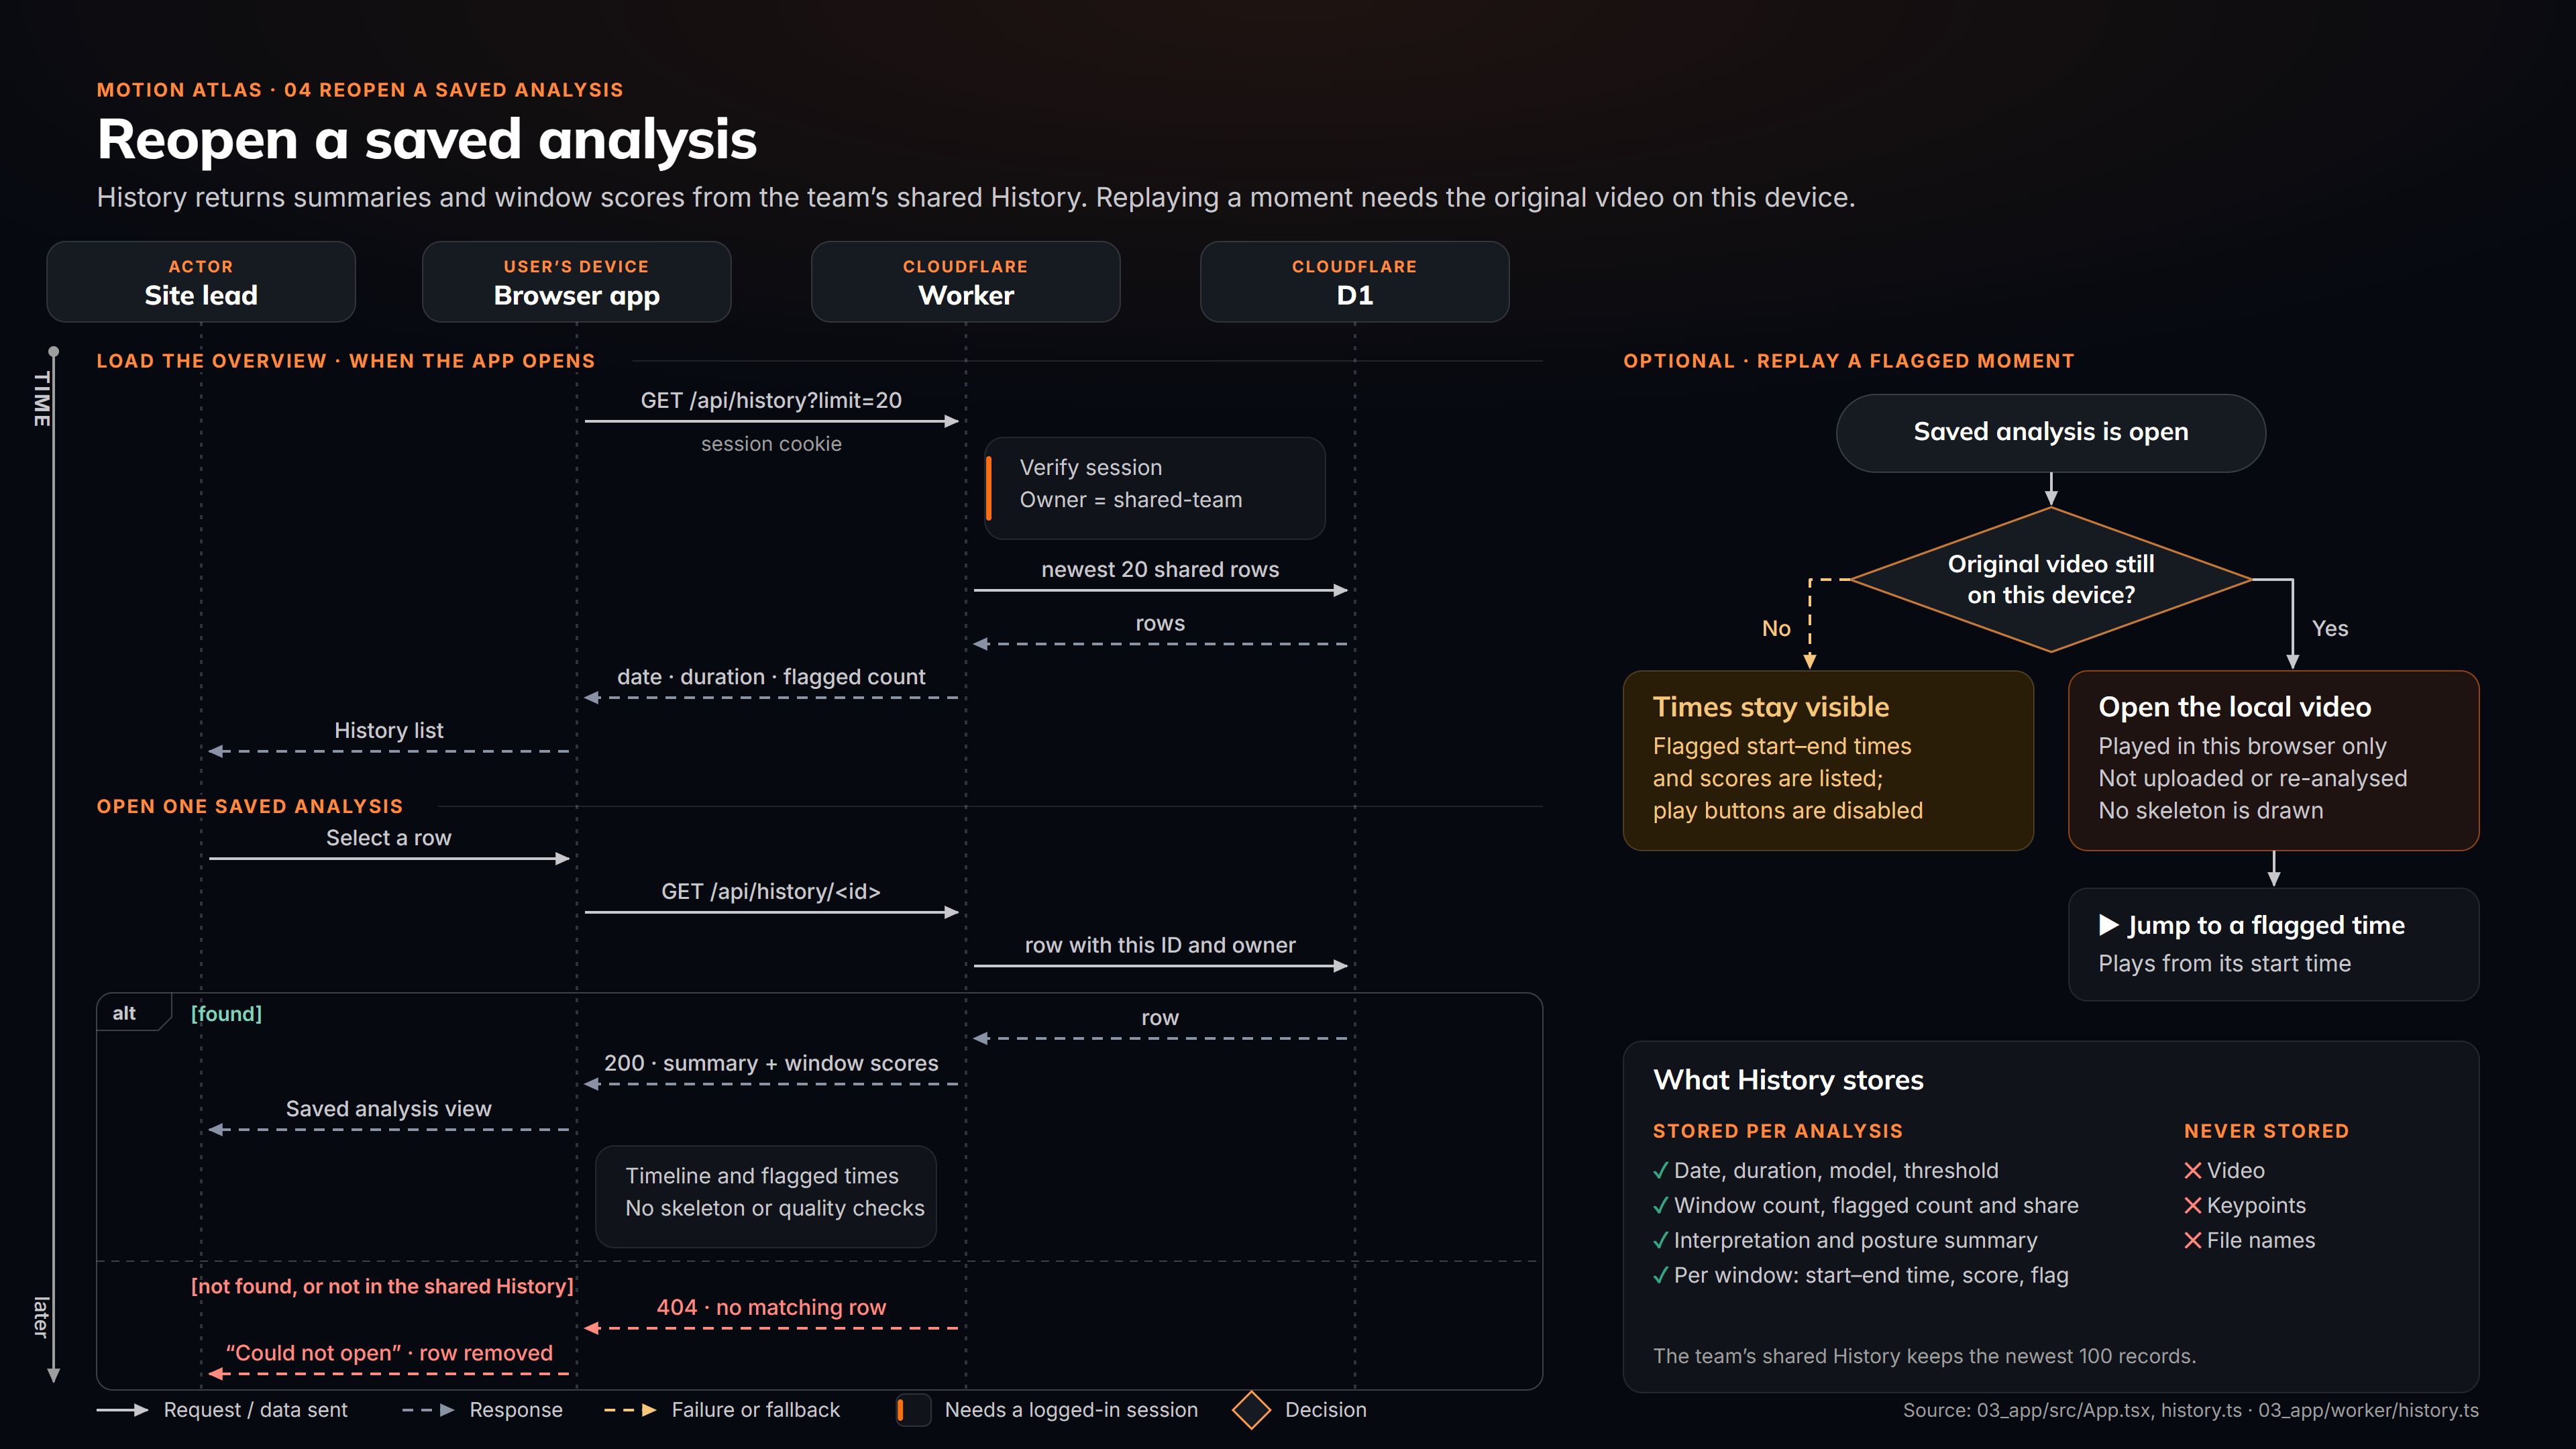 MOTION ATLAS · 04 REOPEN A SAVED ANALYSIS
Reopen a saved analysis
History returns summaries and window scores from the team’s shared History. Replaying a moment needs the original video on this device.
ACTOR
Site lead
USER’S DEVICE
Browser app
CLOUDFLARE
Worker
CLOUDFLARE
D1
TIME
LOAD THE OVERVIEW · WHEN THE APP OPENS
GET /api/history?limit=20
session cookie
Verify session
Owner = shared-team
newest 20 shared rows
rows
date · duration · flagged count
History list
OPEN ONE SAVED ANALYSIS
Select a row
GET /api/history/<id>
row with this ID and owner
alt
[found]
row
200 · summary + window scores
Saved analysis view
Timeline and flagged times
No skeleton or quality checks
[not found, or not in the shared History]
404 · no matching row
“Could not open” · row removed
later
OPTIONAL · REPLAY A FLAGGED MOMENT
Saved analysis is open
Original video still
on this device?
No
Yes
Times stay visible
Flagged start–end times
and scores are listed;
play buttons are disabled
Open the local video
Played in this browser only
Not uploaded or re-analysed
No skeleton is drawn
▶ Jump to a flagged time
Plays from its start time
What History stores
STORED PER ANALYSIS
✓ Date, duration, model, threshold
✓ Window count, flagged count and share
✓ Interpretation and posture summary
✓ Per window: start–end time, score, flag
NEVER STORED
✕ Video
✕ Keypoints
✕ File names
The team’s shared History keeps the newest 100 records.
Request / data sent
Response
Failure or fallback
Needs a logged-in session
Decision
Source: 03_app/src/App.tsx, history.ts · 03_app/worker/history.ts